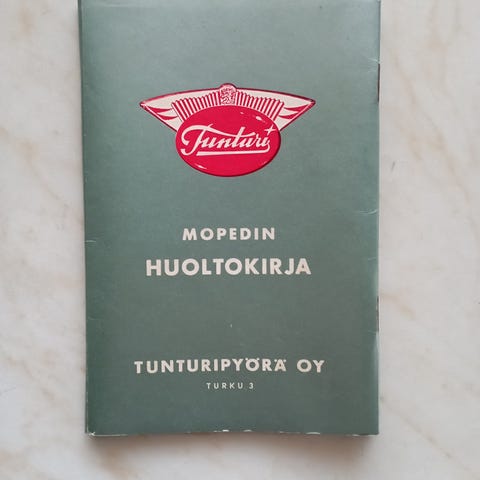 Tunturi
MOPEDIN
HUOLTOKIRJA
TUNTURIPYÖRÄ OY
TURKU 3